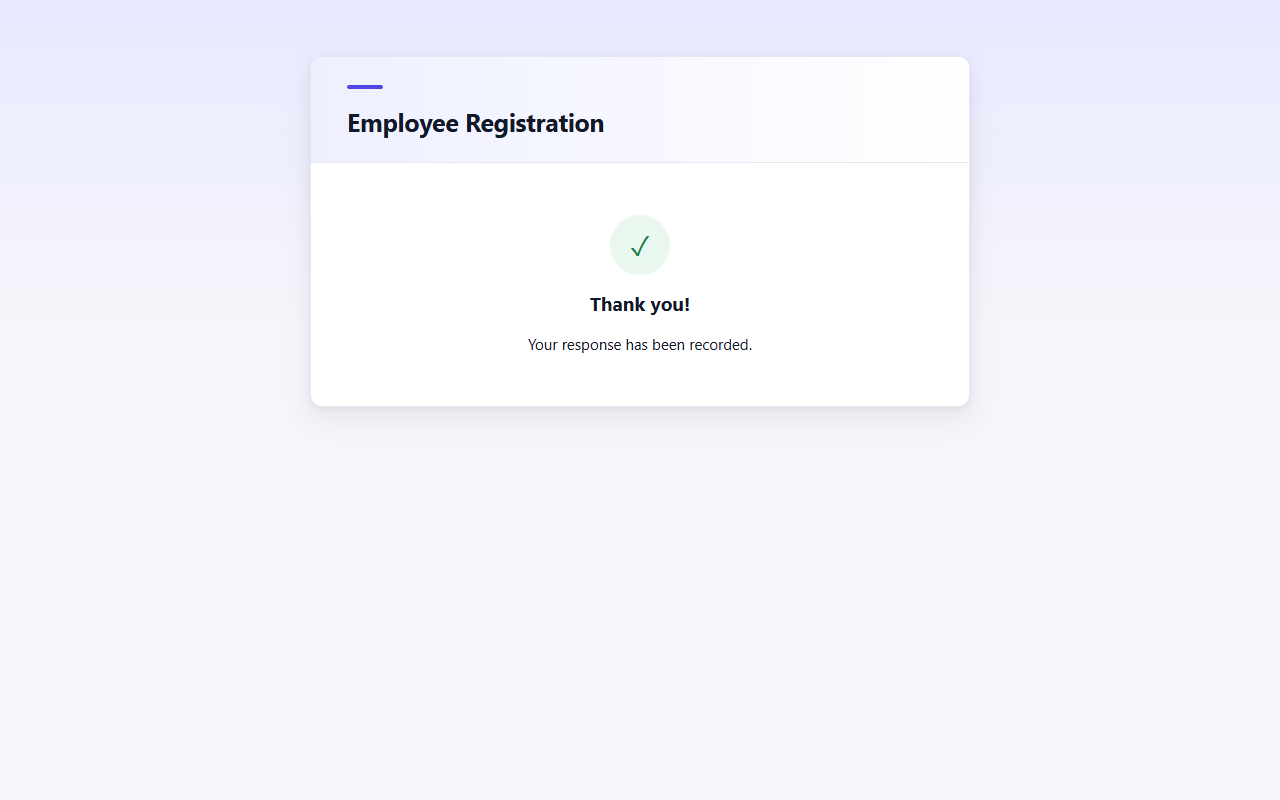 Employee Registration
✓
Thank you!
Your response has been recorded.